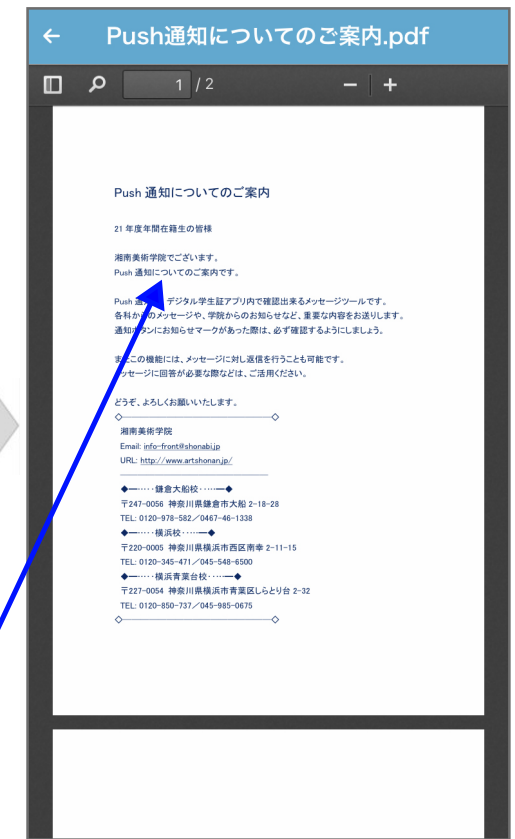 Push通知についてのご案内.pdf
1 / 2
Push 通知についてのご案内
21 年度年間在籍生の皆様
湘南美術学院でございます。
Push 通知についてのご案内です。
Push 通 デジタル学生証アプリ内で確認出来るメッセージツールです。
各科からのメッセージや、学院からのお知らせなど、重要な内容をお送りします。
通知ボタンにお知らせマークがあった際は、必ず確認するようにしましょう。
またこの機能には、メッセージに対し返信を行うことも可能です。
メッセージに回答が必要な際などは、ご活用ください。
どうぞ、よろしくお願いいたします。
湘南美術学院
Email: info-front@shonabi.jp
URL: http://www.artshonan.jp/
◆―‥‥・鎌倉大船校・‥‥―◆
〒247-0056 神奈川県鎌倉市大船 2-18-28
TEL: 0120-978-582／0467-46-1338
◆―‥‥・横浜校・‥‥―◆
〒220-0005 神奈川県横浜市西区南幸 2-11-15
TEL: 0120-345-471／045-548-6500
◆―‥‥・横浜青葉台校・‥‥―◆
〒227-0054 神奈川県横浜市青葉区しらとり台 2-32
TEL: 0120-850-737／045-985-0675